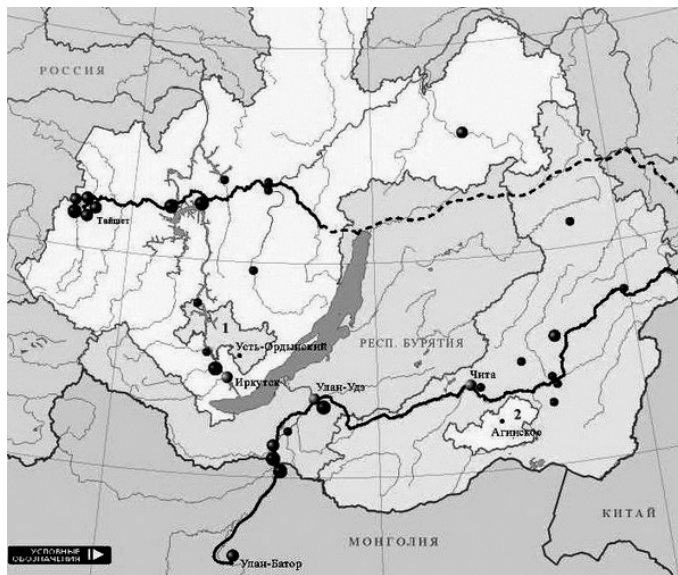 РОССИЯ
Тайшет
1
Усть-Ордынский
РЕСП. БУРЯТИЯ
Иркутск
Улан-Удэ
Чита
2
Агинское
КИТАЙ
МОНГОЛИЯ
УСЛОВНЫЕ
ОБОЗНАЧЕНИЯ
Улан-Батор